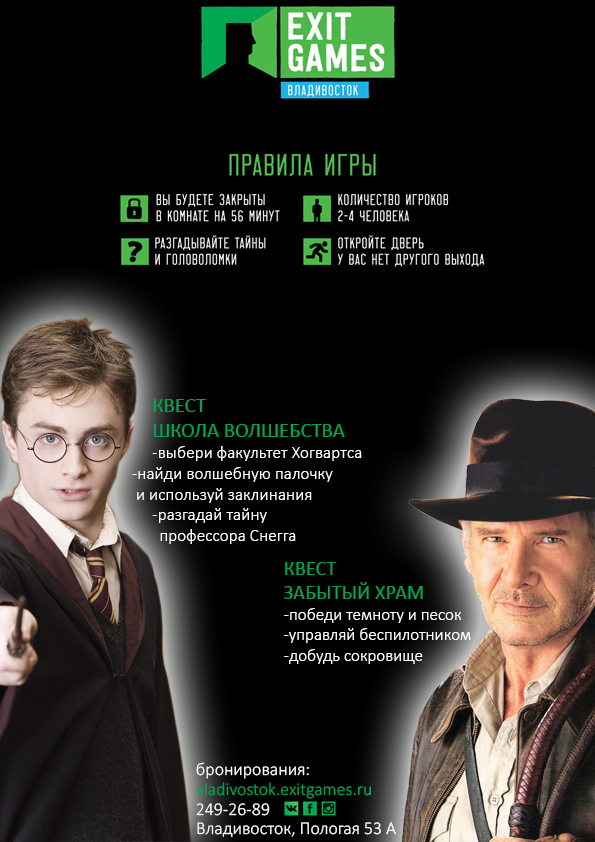 EXIT
GAMES
ВЛАДИВОСТОК
ПРАВИЛА ИГРЫ
ВЫ БУДЕТЕ ЗАКРЫТЫ
В КОМНАТЕ НА 56 МИНУТ
КОЛИЧЕСТВО ИГРОКОВ
2-4 ЧЕЛОВЕКА
?
РАЗГАДЫВАЙТЕ ТАЙНЫ
И ГОЛОВОЛОМКИ
ОТКРОЙТЕ ДВЕРЬ
У ВАС НЕТ ДРУГОГО ВЫХОДА
КВЕСТ
ШКОЛА ВОЛШЕБСТВА
-выбери факультет Хогвартса
-найди волшебную палочку
и используй заклинания
-разгадай тайну
профессора Снегга
КВЕСТ
ЗАБЫТЫЙ ХРАМ
-победи темноту и песок
-управляй беспилотником
-добудь сокровище
бронирования:
vladivostok.exitgames.ru
249-26-89
Владивосток, Пологая 53 А